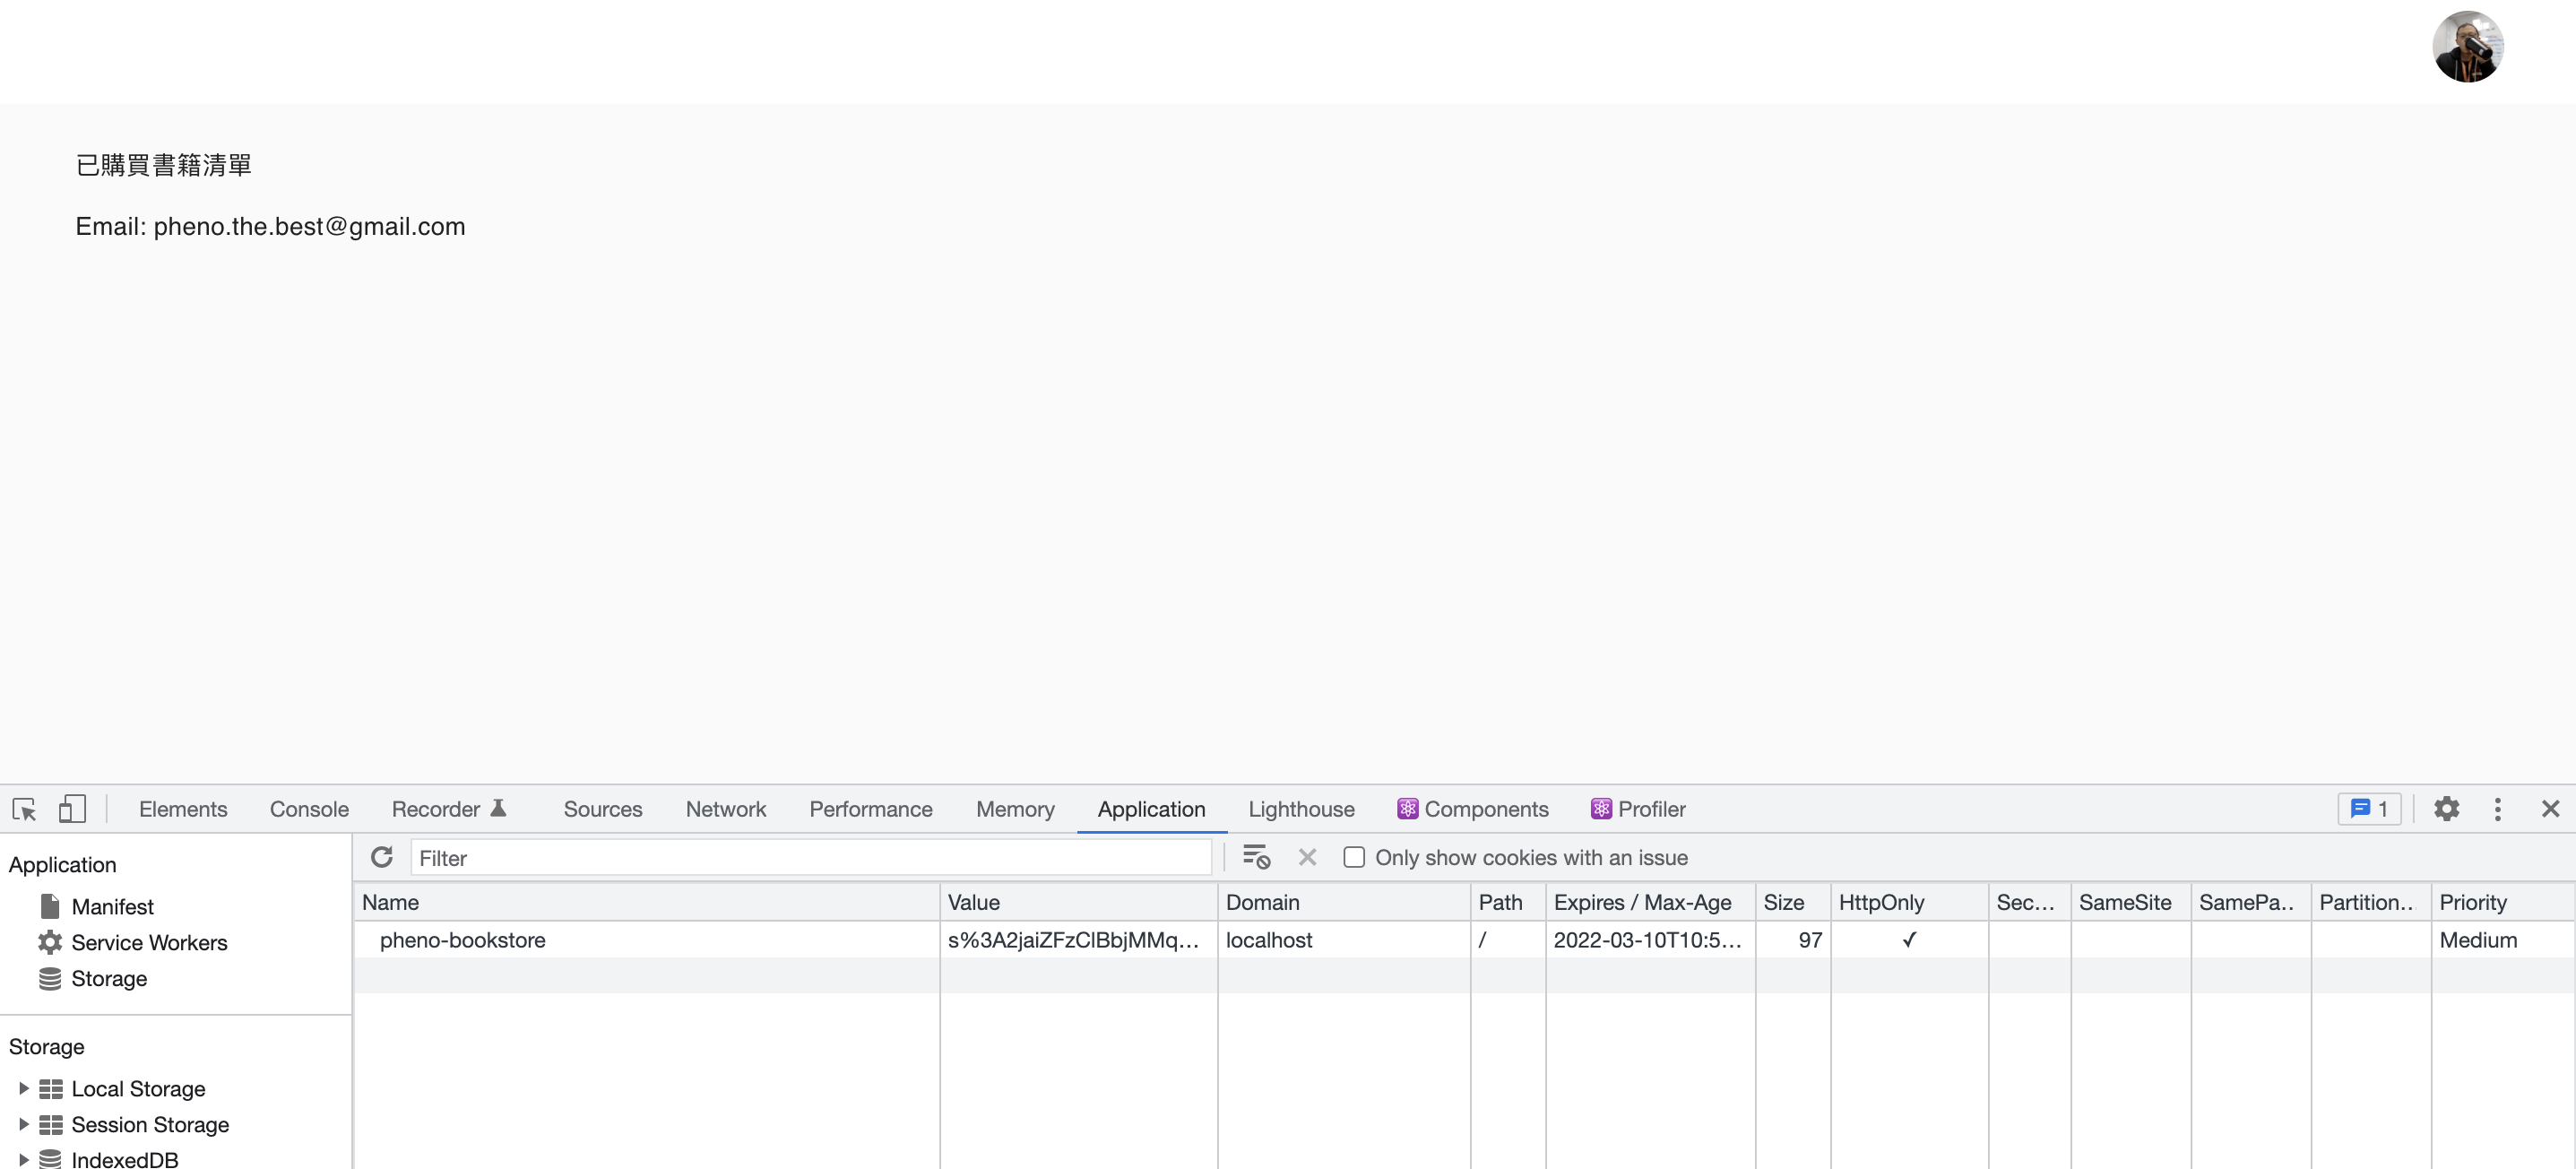 已購買書籍清單
Email: pheno.the.best@gmail.com
Elements Console Recorder Sources Network Performance Memory Application Lighthouse Components Profiler 1
Application
Manifest
Service Workers
Storage
Storage
Local Storage
Session Storage
IndexedDB
Filter Only show cookies with an issue
Name Value Domain Path Expires / Max-Age Size HttpOnly Sec... SameSite SamePa... Partition... Priority
pheno-bookstore s%3A2jaiZFzClBbjMMq... localhost / 2022-03-10T10:5... 97 ✓ Medium